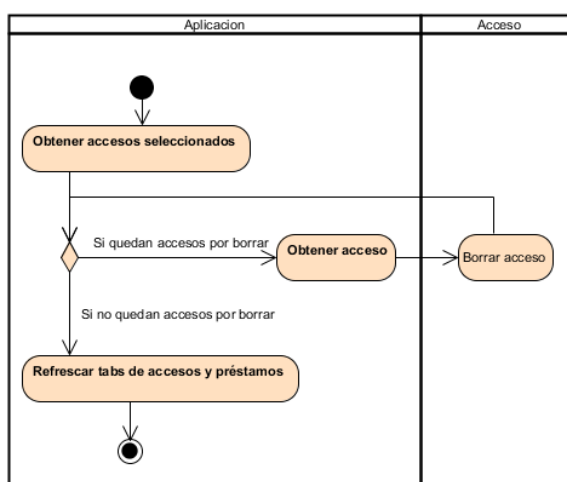 Aplicacion
Acceso
Obtener accesos seleccionados
Si quedan accesos por borrar
Obtener acceso
Borrar acceso
Si no quedan accesos por borrar
Refrescar tabs de accesos y préstamos